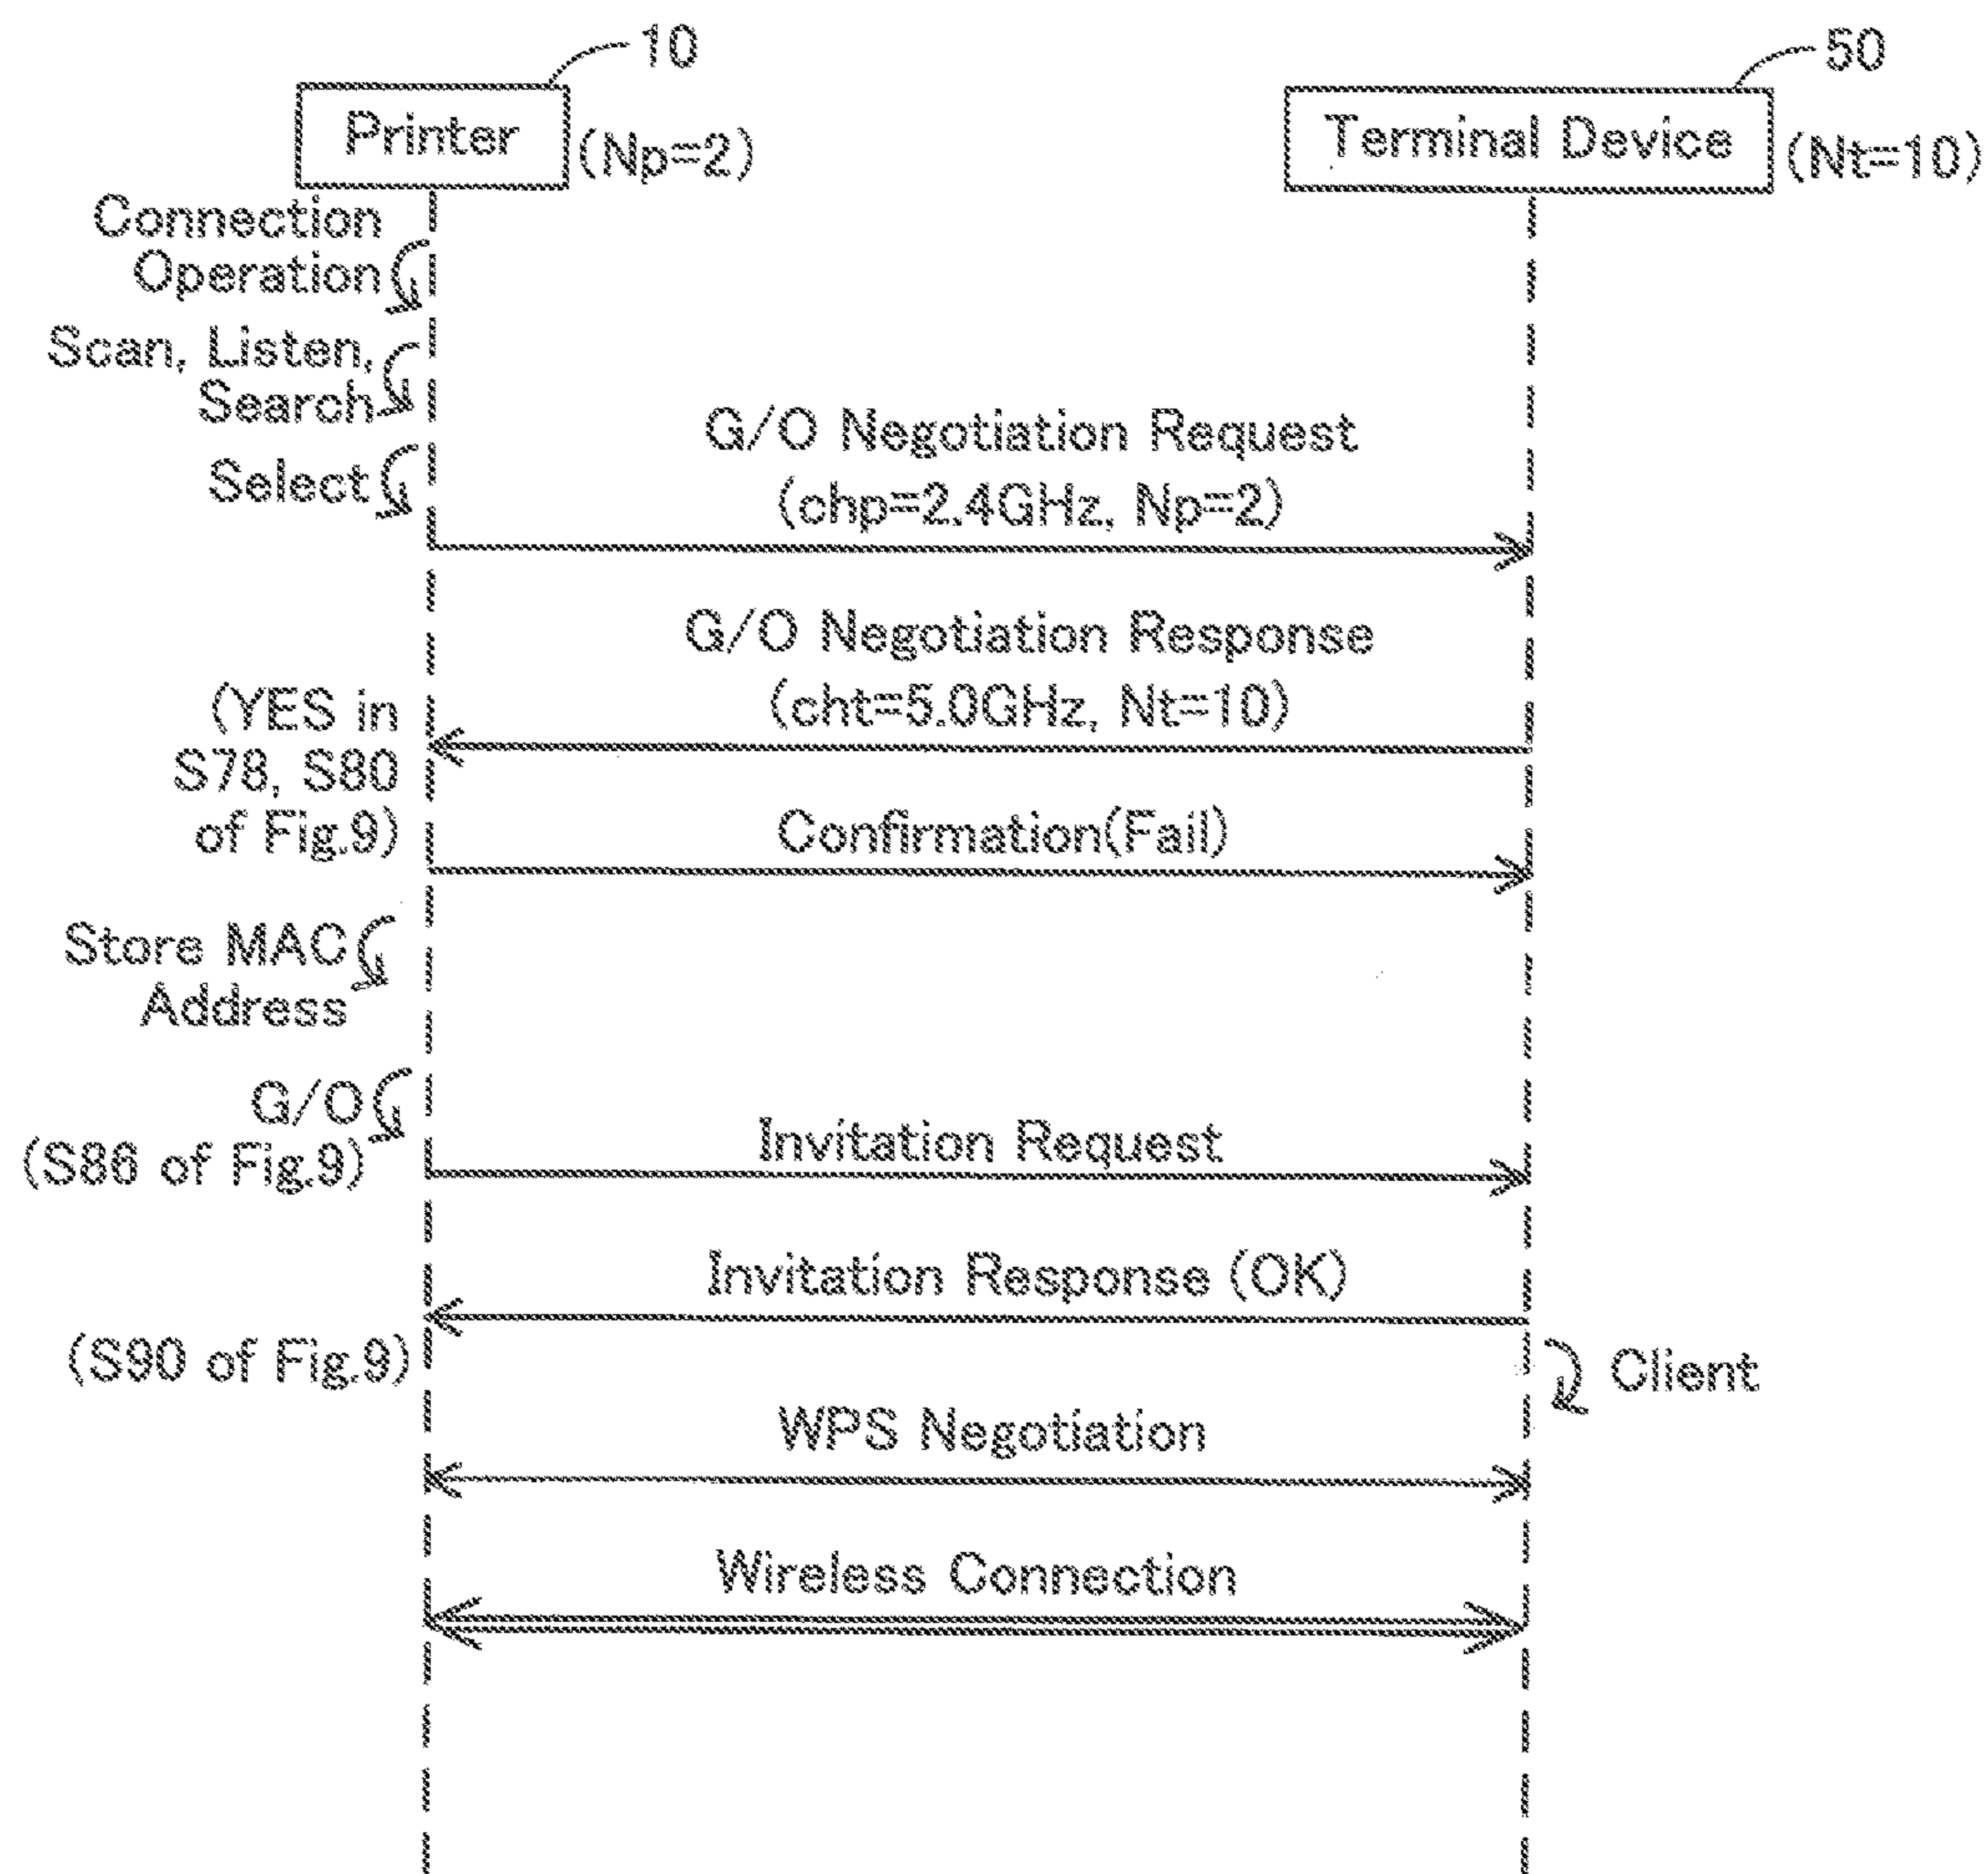 10
50
Printer
(Np=2)
Terminal Device
(Nt=10)
Connection
Operation
Scan, Listen,
Search
Select
G/O Negotiation Request
(chp=2.4GHz, Np=2)
G/O Negotiation Response
(cht=5.0GHz, Nt=10)
(YES in
S78, S80
of Fig.9)
Confirmation(Fail)
Store MAC
Address
G/O
(S86 of Fig.9)
Invitation Request
Invitation Response (OK)
(S90 of Fig.9)
Client
WPS Negotiation
Wireless Connection